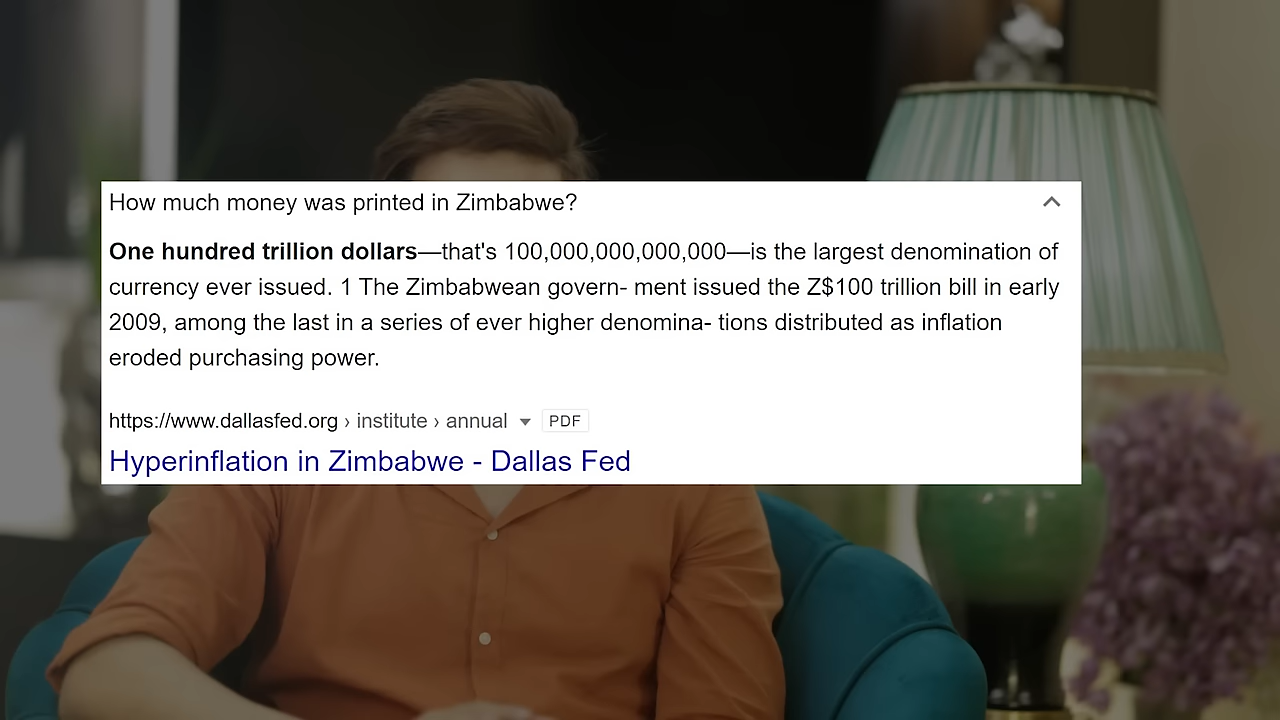 How much money was printed in Zimbabwe?
One hundred trillion dollars—that's 100,000,000,000,000—is the largest denomination of
currency ever issued. 1 The Zimbabwean govern- ment issued the Z$100 trillion bill in early
2009, among the last in a series of ever higher denomina- tions distributed as inflation
eroded purchasing power.
https://www.dallasfed.org › institute › annual PDF
Hyperinflation in Zimbabwe - Dallas Fed